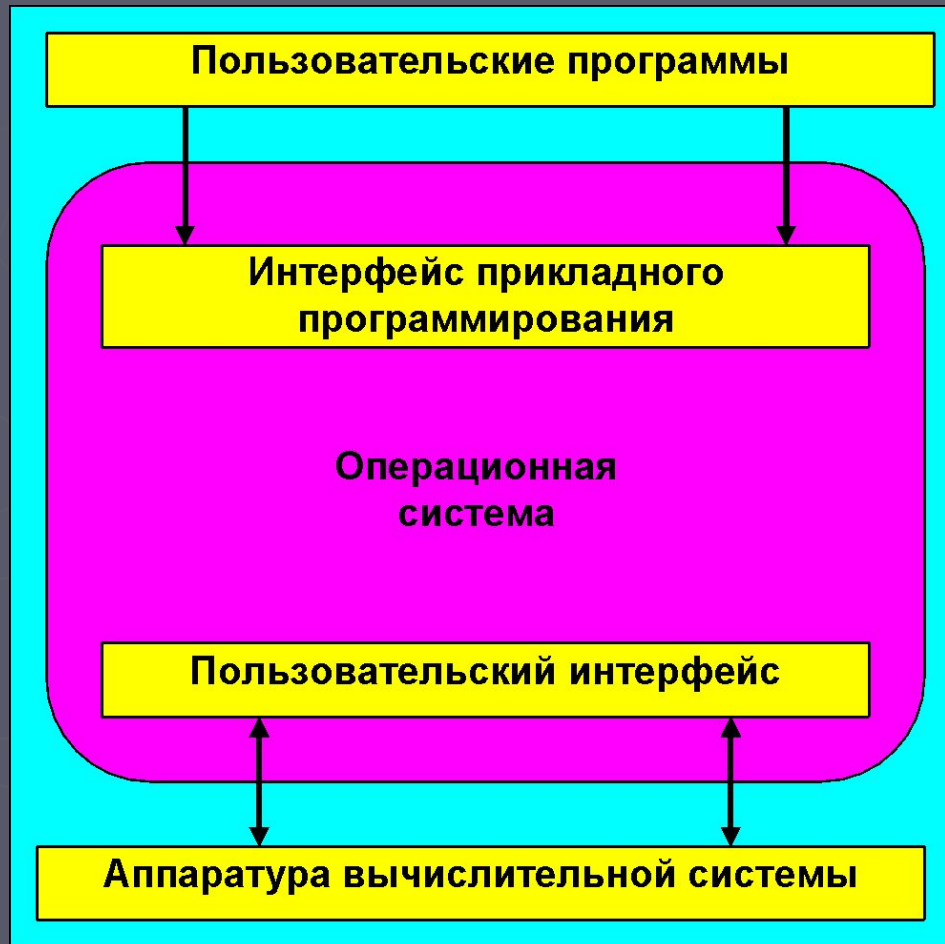 Пользовательские программы
Интерфейс прикладного
программирования
Операционная
система
Пользовательский интерфейс
Аппаратура вычислительной системы